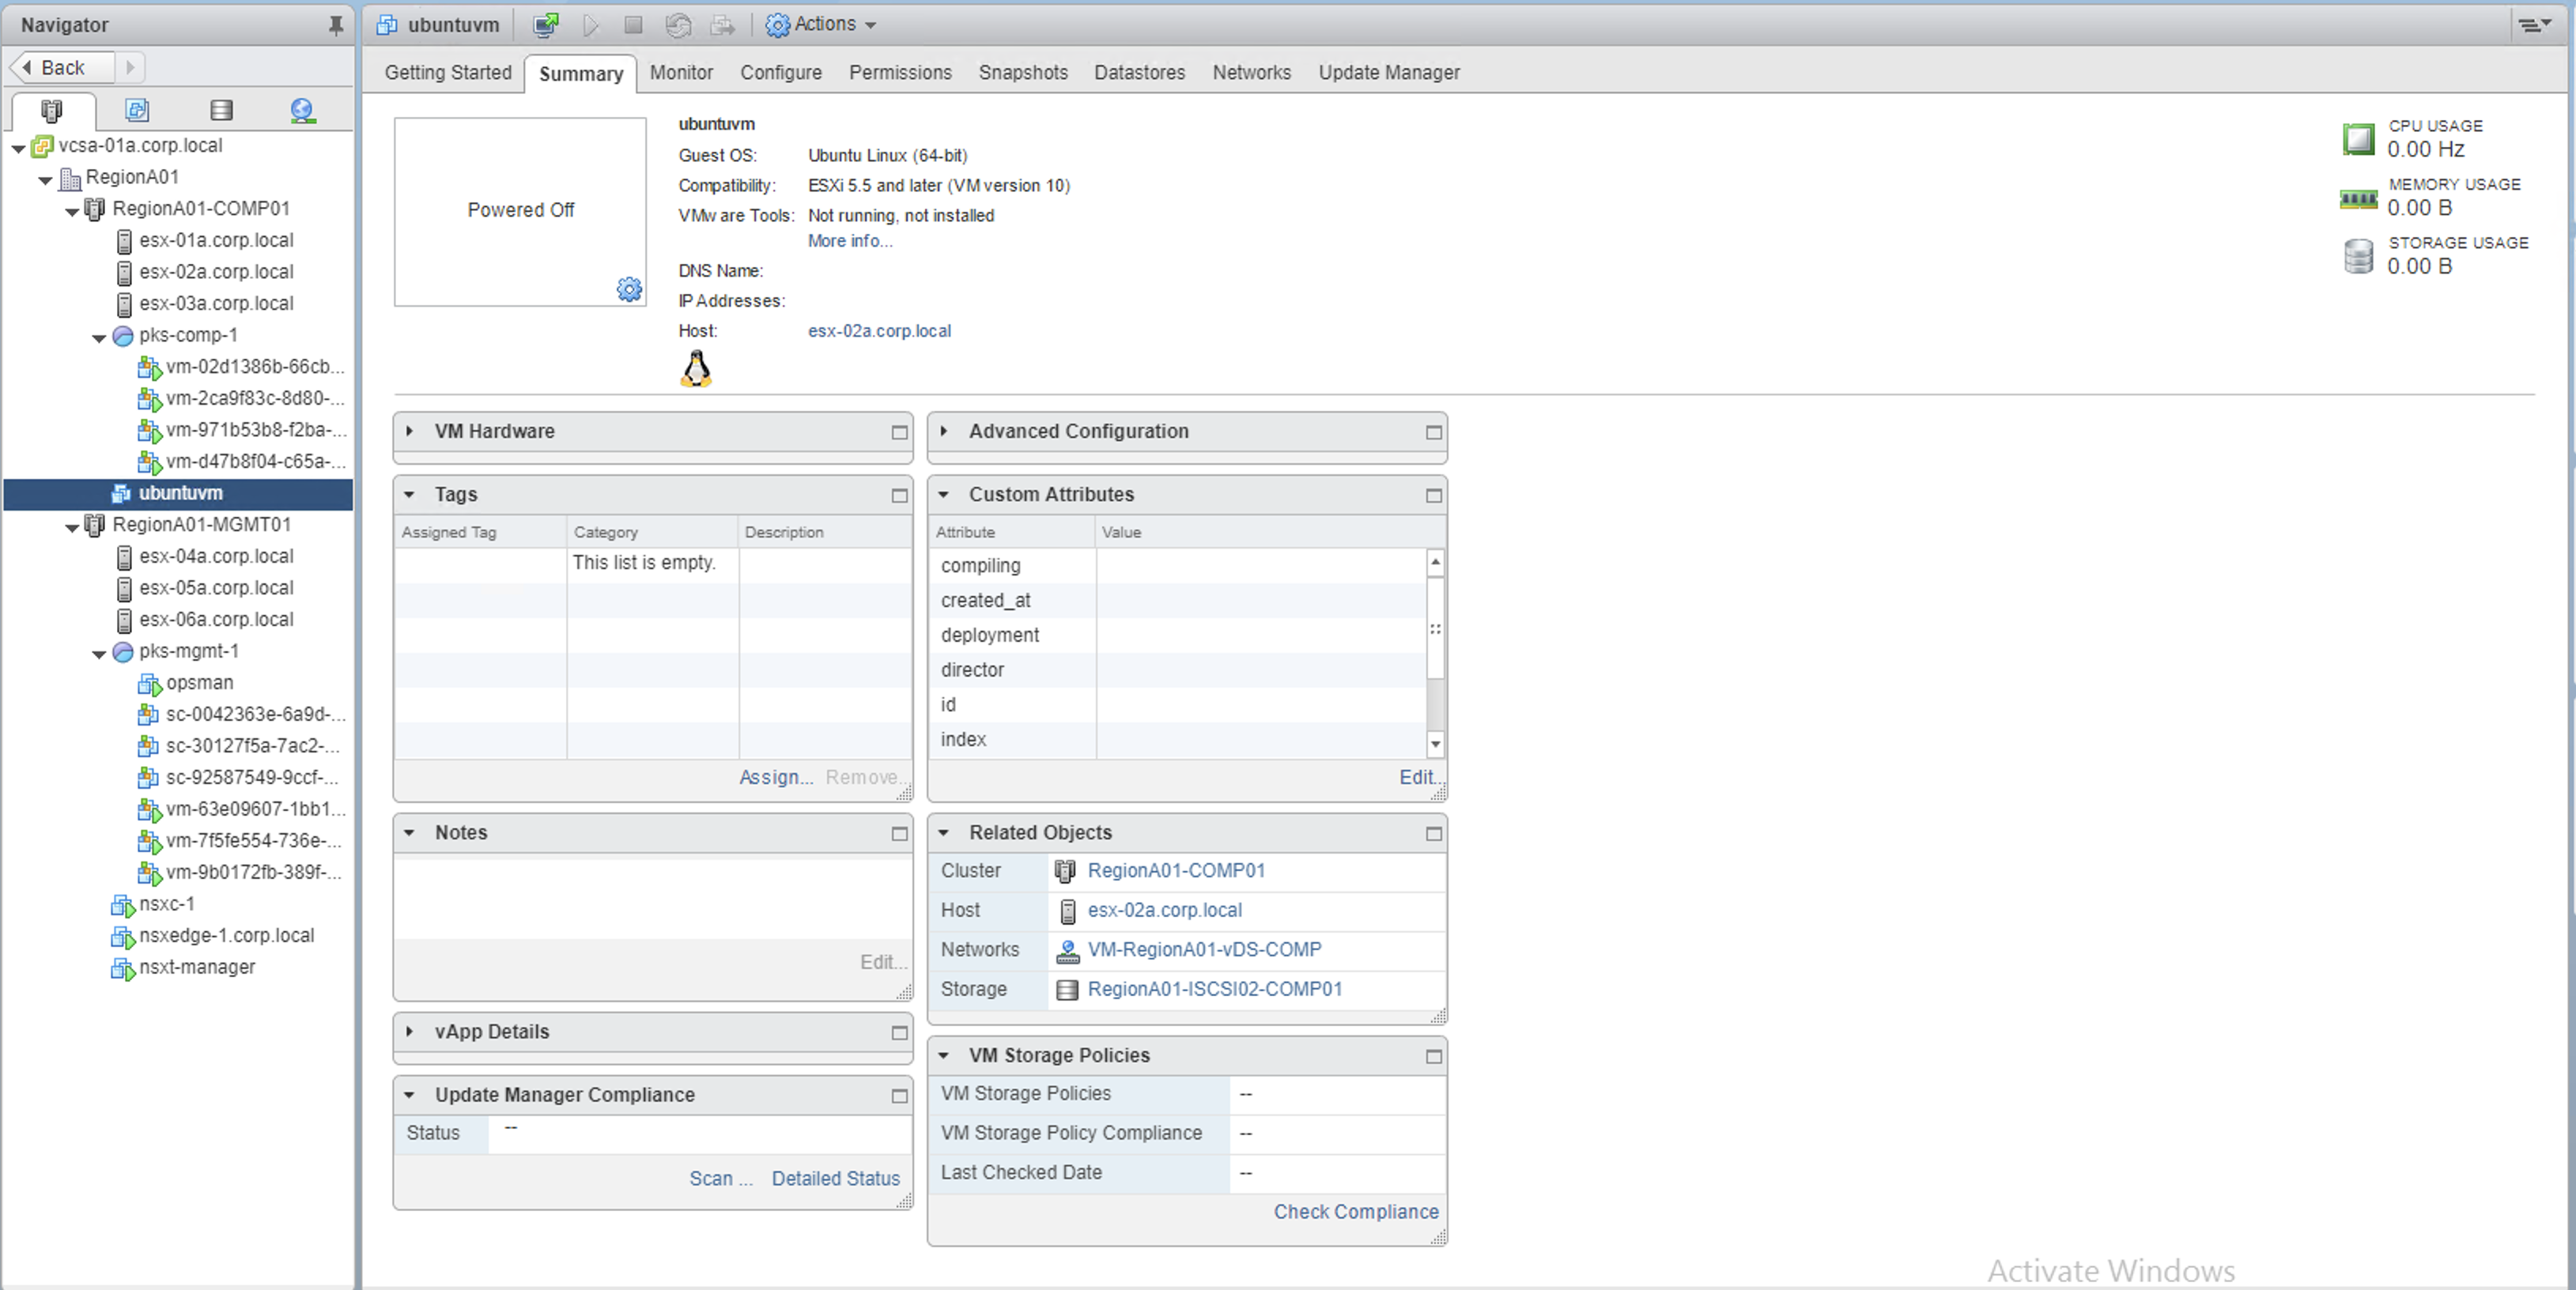 Navigator
Back
vcsa-01a.corp.local
RegionA01
RegionA01-COMP01
esx-01a.corp.local
esx-02a.corp.local
esx-03a.corp.local
pks-comp-1
vm-02d1386b-66cb...
vm-2ca9f83c-8d80-...
vm-971b53b8-f2ba-...
vm-d47b8f04-c65a-...
ubuntuvm
RegionA01-MGMT01
esx-04a.corp.local
esx-05a.corp.local
esx-06a.corp.local
pks-mgmt-1
opsman
sc-0042363e-6a9d-...
sc-30127f5a-7ac2-...
sc-92587549-9ccf-...
vm-63e09607-1bb1...
vm-7f5fe554-736e-...
vm-9b0172fb-389f-...
nsxc-1
nsxedge-1.corp.local
nsxt-manager
ubuntuvm Actions
Getting Started Summary Monitor Configure Permissions Snapshots Datastores Networks Update Manager
Powered Off
ubuntuvm
Guest OS: Ubuntu Linux (64-bit)
Compatibility: ESXi 5.5 and later (VM version 10)
VMware Tools: Not running, not installed
More info...
DNS Name:
IP Addresses:
Host: esx-02a.corp.local
CPU USAGE
0.00 Hz
MEMORY USAGE
0.00 B
STORAGE USAGE
0.00 B
VM Hardware
Tags
Assigned Tag Category Description
This list is empty.
Assign... Remove...
Notes
Edit...
vApp Details
Update Manager Compliance
Status --
Scan ... Detailed Status
Advanced Configuration
Custom Attributes
Attribute Value
compiling
created_at
deployment
director
id
index
Edit...
Related Objects
Cluster RegionA01-COMP01
Host esx-02a.corp.local
Networks VM-RegionA01-vDS-COMP
Storage RegionA01-ISCSI02-COMP01
VM Storage Policies
VM Storage Policies --
VM Storage Policy Compliance --
Last Checked Date --
Check Compliance
Activate Windows